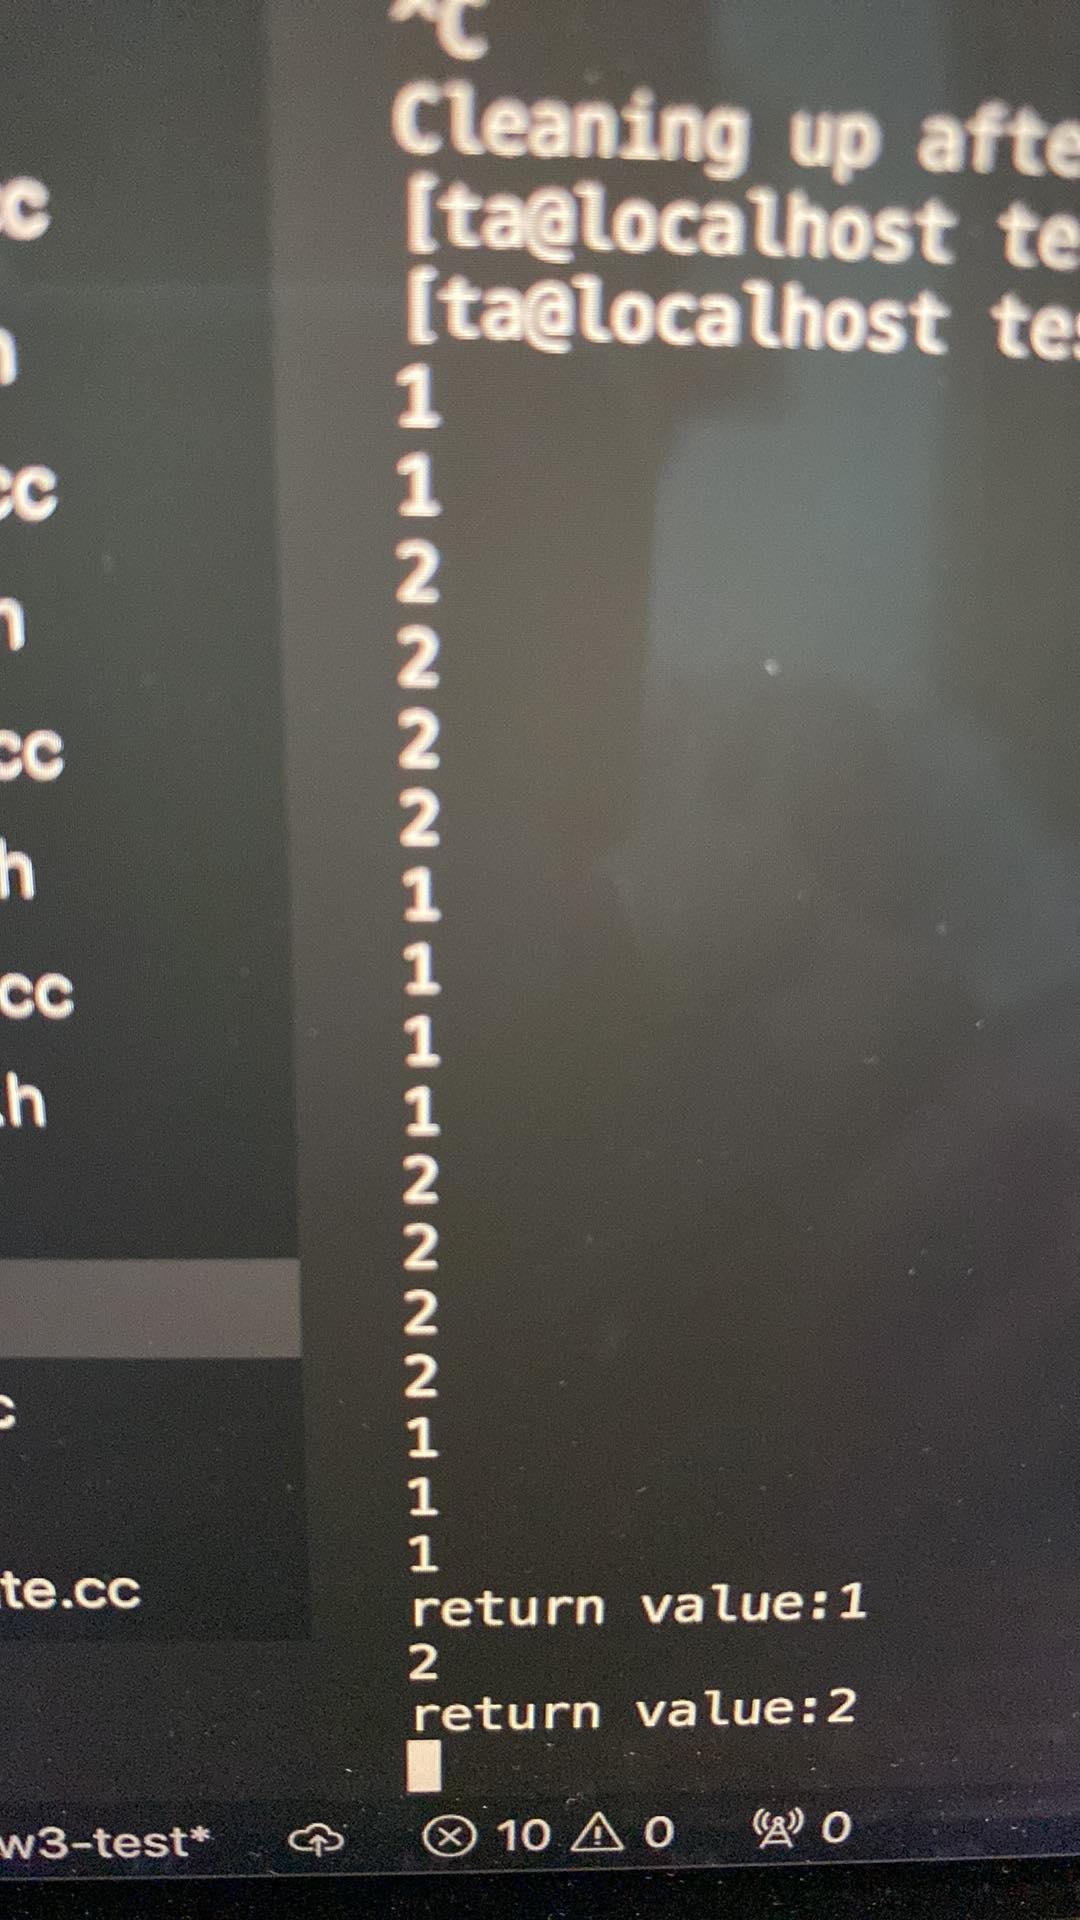 ^C
Cleaning up afte
[ta@localhost te
[ta@localhost tes
1
1
2
2
2
2
1
1
1
1
2
2
2
2
1
1
1
return value:1
2
return value:2
cc
h
cc
h
cc
h
cc
.h
c
te.cc
w3-test* 10 0 0